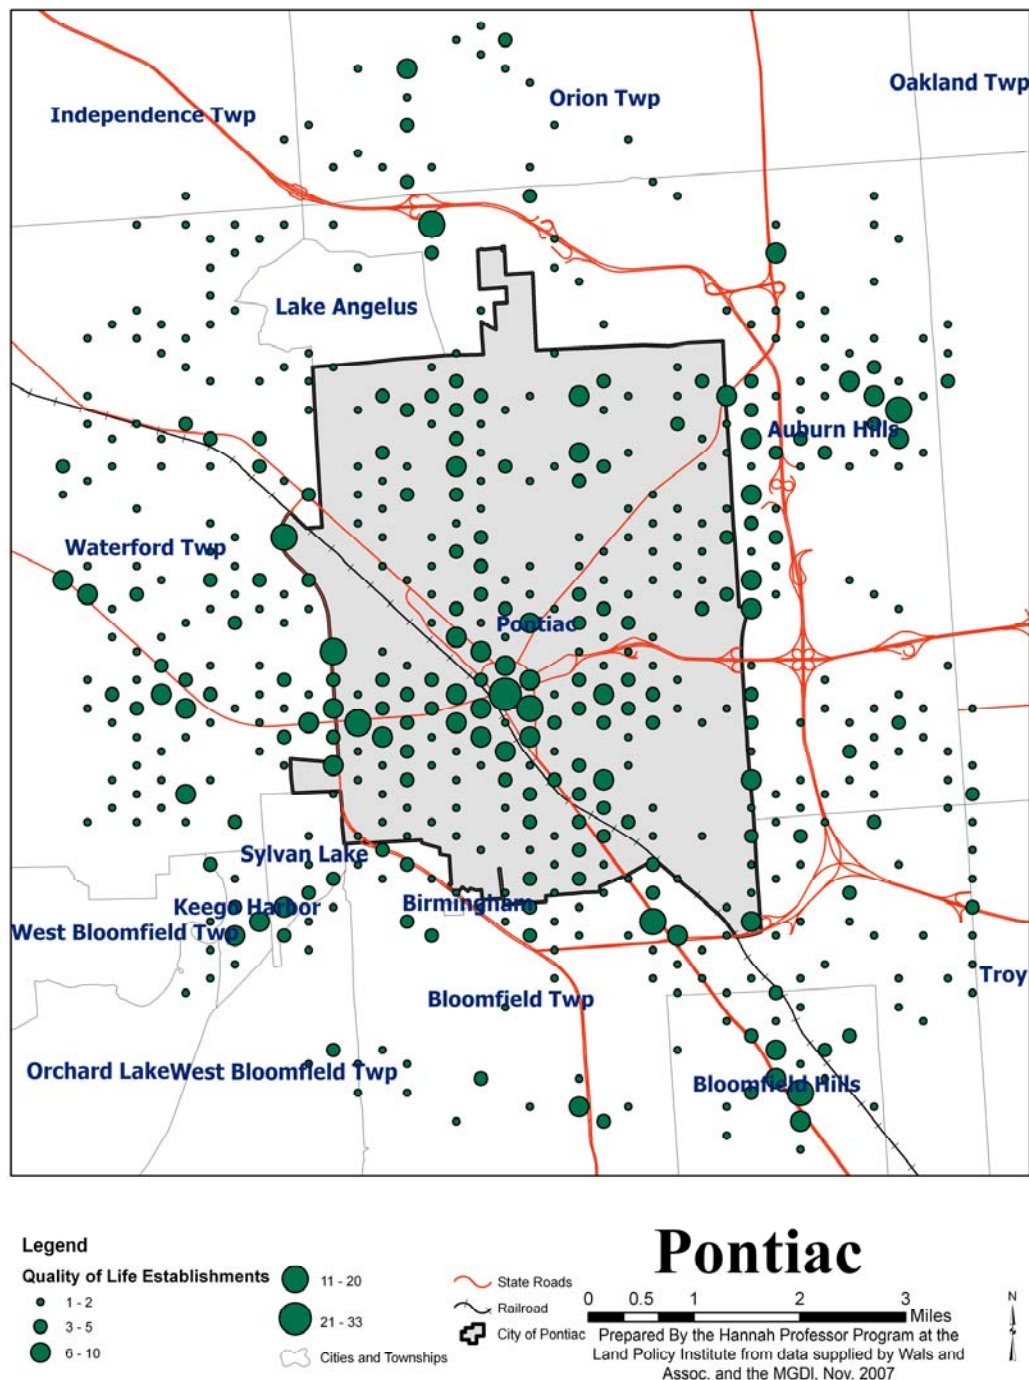 Oakland Twp
Orion Twp
Independence Twp
Lake Angelus
Auburn Hills
Waterford Twp
Pontiac
Sylvan Lake
Keego Harbor
Birmingham
West Bloomfield Twp
Troy
Bloomfield Twp
Orchard Lake
West Bloomfield Twp
Bloomfield Hills
Legend
Quality of Life Establishments
1 - 2
3 - 5
6 - 10
11 - 20
21 - 33
Cities and Townships
State Roads
Railroad
City of Pontiac
Pontiac
0 0.5 1 2 3
Miles
N
Prepared By the Hannah Professor Program at the
Land Policy Institute from data supplied by Wals and
Assoc. and the MGDI, Nov. 2007